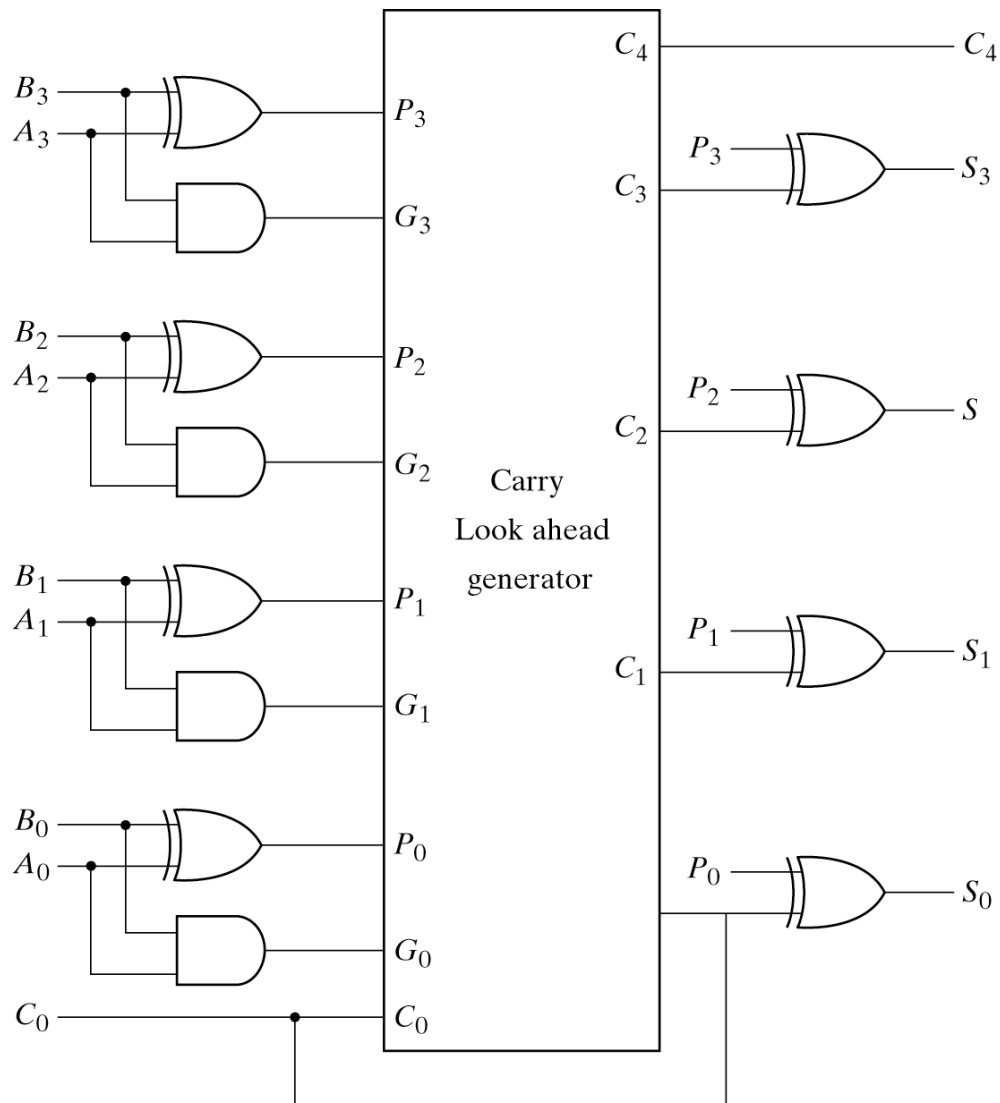 B₃
A₃
P₃
G₃
B₂
A₂
P₂
G₂
B₁
A₁
P₁
G₁
B₀
A₀
P₀
G₀
C₀
C₀
Carry
Look ahead
generator
C₄
C₄
P₃
C₃
S₃
P₂
C₂
S
P₁
C₁
S₁
P₀
S₀